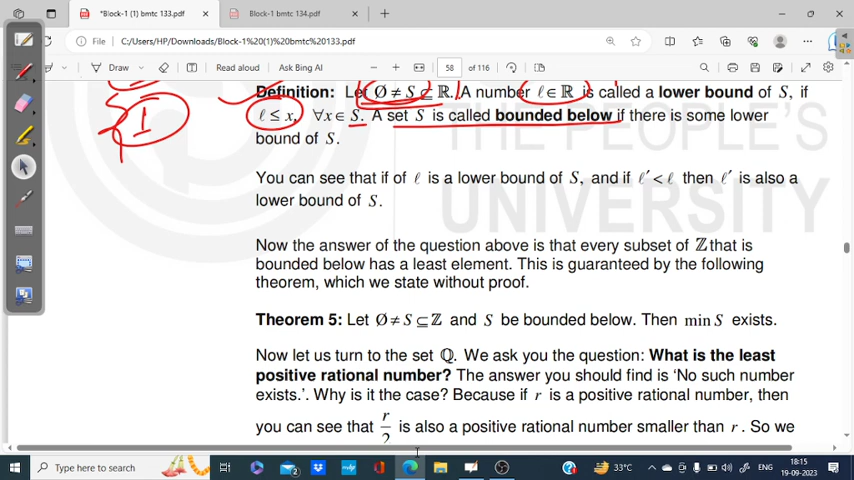 *Block-1 (1) bmtc 133.pdf
Block-1 bmtc 134.pdf
File
C:/Users/HP/Downloads/Block-1%20(1)%20bmtc%20133.pdf
Draw
Read aloud
Ask Bing AI
58
of 116
Definition: Let Ø ≠ S ⊆ ℝ. A number ℓ ∈ ℝ is called a lower bound of S, if
ℓ ≤ x, ∀x ∈ S. A set S is called bounded below if there is some lower
bound of S.
1
THE PEOPLE'S
UNIVERSITY
You can see that if of ℓ is a lower bound of S, and if ℓ′ < ℓ then ℓ′ is also a
lower bound of S.
Now the answer of the question above is that every subset of ℤ that is
bounded below has a least element. This is guaranteed by the following
theorem, which we state without proof.
Theorem 5: Let Ø ≠ S ⊆ ℤ and S be bounded below. Then min S exists.
Now let us turn to the set ℚ. We ask you the question: What is the least
positive rational number? The answer you should find is 'No such number
exists.'. Why is it the case? Because if r is a positive rational number, then
you can see that r/2 is also a positive rational number smaller than r. So we
Type here to search
33°C
ENG
18:15
19-09-2023